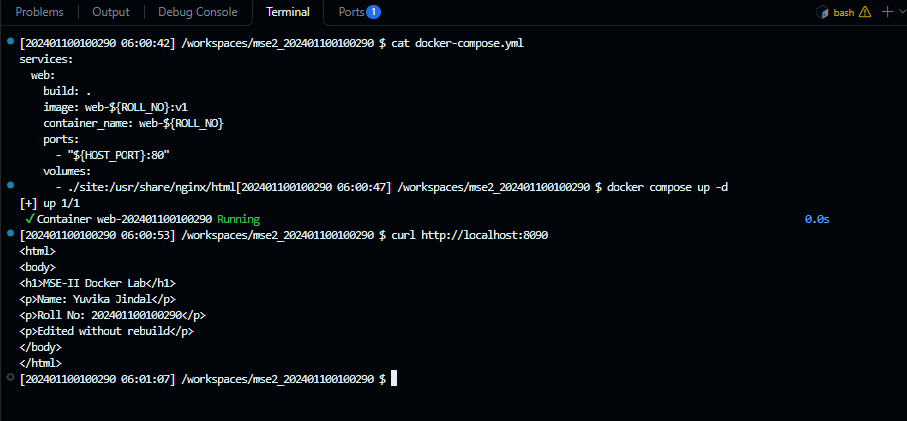 Problems Output Debug Console Terminal Ports 1 bash
[202401100100290 06:00:42] /workspaces/mse2_202401100100290 $ cat docker-compose.yml
services:
  web:
    build: .
    image: web-${ROLL_NO}:v1
    container_name: web-${ROLL_NO}
    ports:
      - "${HOST_PORT}:80"
    volumes:
      - ./site:/usr/share/nginx/html[202401100100290 06:00:47] /workspaces/mse2_202401100100290 $ docker compose up -d
[+] up 1/1
 ✓Container web-202401100100290 Running 0.0s
[202401100100290 06:00:53] /workspaces/mse2_202401100100290 $ curl http://localhost:8090
<html>
<body>
<h1>MSE-II Docker Lab</h1>
<p>Name: Yuvika Jindal</p>
<p>Roll No: 202401100100290</p>
<p>Edited without rebuild</p>
</body>
</html>
[202401100100290 06:01:07] /workspaces/mse2_202401100100290 $